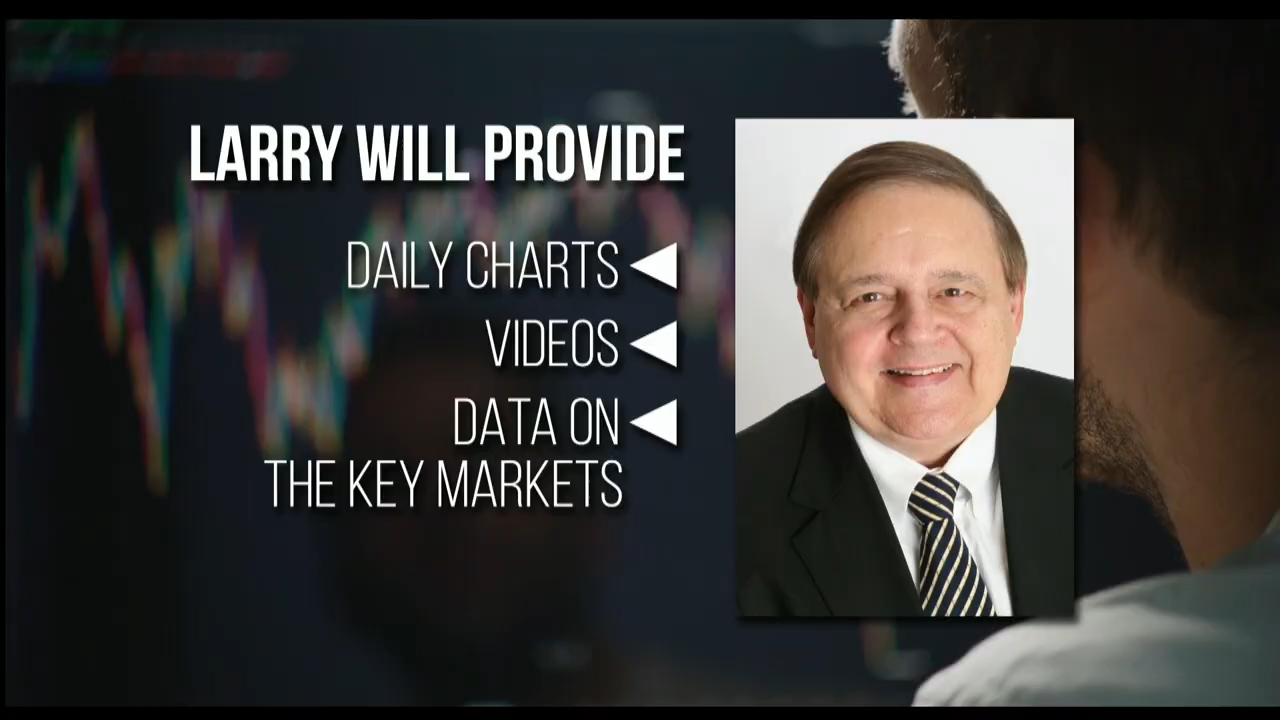 LARRY WILL PROVIDE
DAILY CHARTS
VIDEOS
DATA ON
THE KEY MARKETS